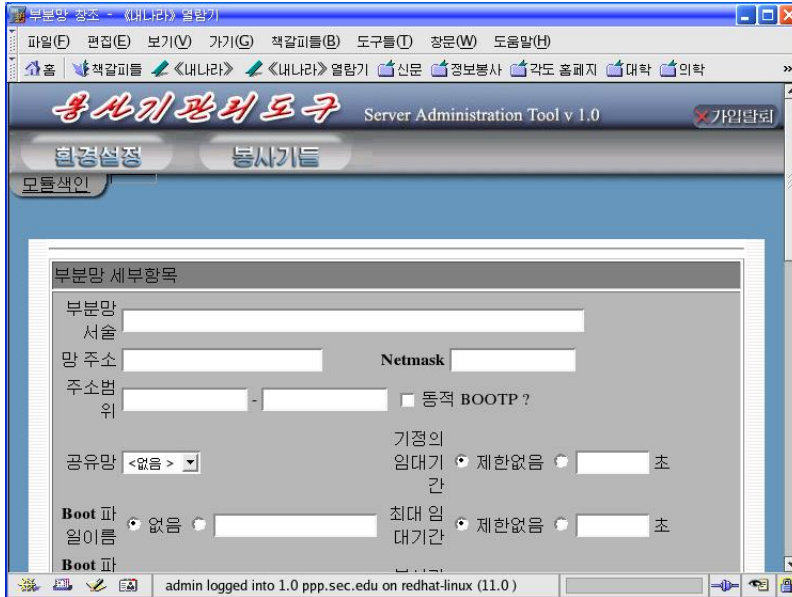 부분망 창조 - 《내나라》 열람기
파일(F) 편집(E) 보기(V) 가기(G) 책갈피들(B) 도구들(T) 창문(W) 도움말(H)
홈 책갈피들 《내나라》 《내나라》 열람기 신문 정보봉사 각도 홈페지 대학 의학 »
봉사기관리도구 Server Administration Tool v 1.0 가입탈퇴
환경설정 봉사기들
모듈색인
부분망 세부항목
부분망
서술
망 주소 Netmask
주소범
위 - 동적 BOOTP ?
공유망 <없음 > 기정의
임대기
간 제한없음 초
Boot 파
일이름 없음 최대 임
대기간 제한없음 초
Boot 파
admin logged into 1.0 ppp.sec.edu on redhat-linux (11.0 )